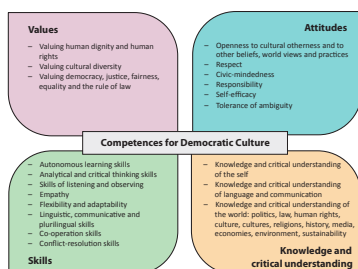 Values
– Valuing human dignity and human
rights
– Valuing cultural diversity
– Valuing democracy, justice, fairness,
equality and the rule of law
Attitudes
– Openness to cultural otherness and to
other beliefs, world views and practices
– Respect
– Civic-mindedness
– Responsibility
– Self-efficacy
– Tolerance of ambiguity
Competences for Democratic Culture
– Autonomous learning skills
– Analytical and critical thinking skills
– Skills of listening and observing
– Empathy
– Flexibility and adaptability
– Linguistic, communicative and
plurilingual skills
– Co-operation skills
– Conflict-resolution skills
Skills
– Knowledge and critical understanding
of the self
– Knowledge and critical understanding
of language and communication
– Knowledge and critical understanding of
the world: politics, law, human rights,
culture, cultures, religions, history, media,
economies, environment, sustainability
Knowledge and
critical understanding